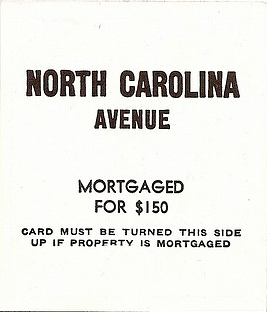 NORTH CAROLINA
AVENUE
MORTGAGED
FOR $150
CARD MUST BE TURNED THIS SIDE
UP IF PROPERTY IS MORTGAGED